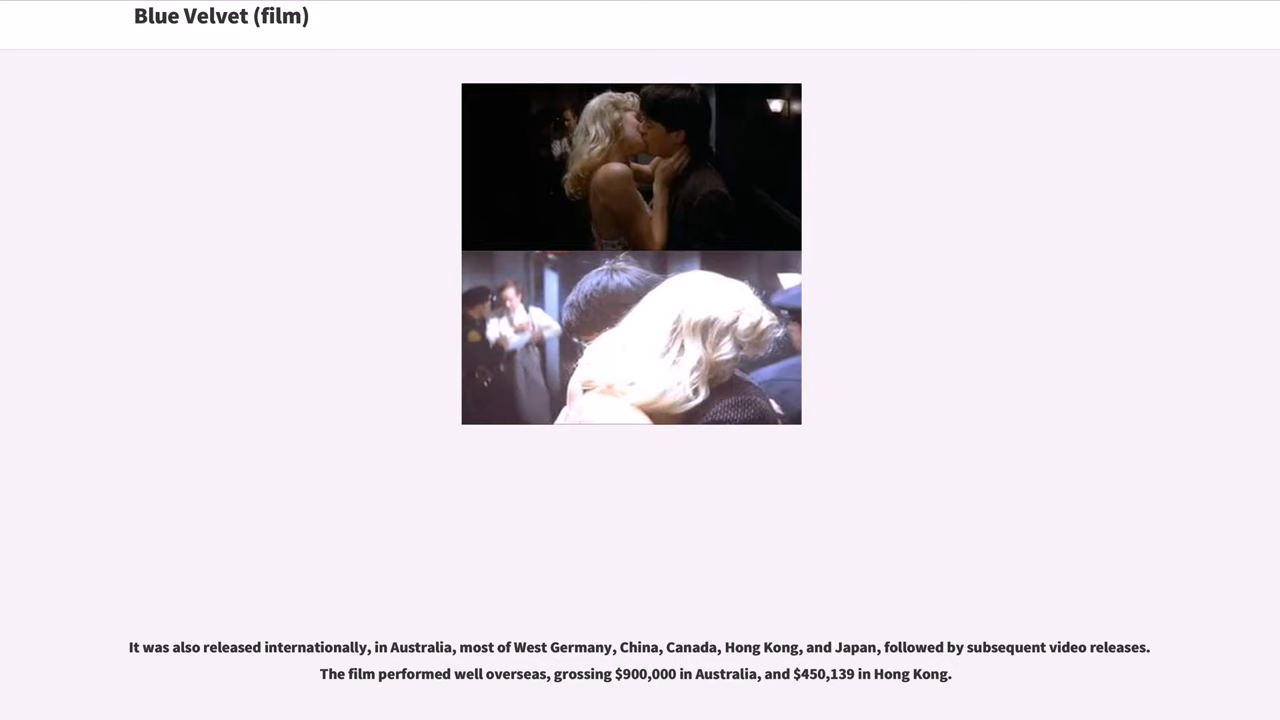 Blue Velvet (film)
It was also released internationally, in Australia, most of West Germany, China, Canada, Hong Kong, and Japan, followed by subsequent video releases.
The film performed well overseas, grossing $900,000 in Australia, and $450,139 in Hong Kong.